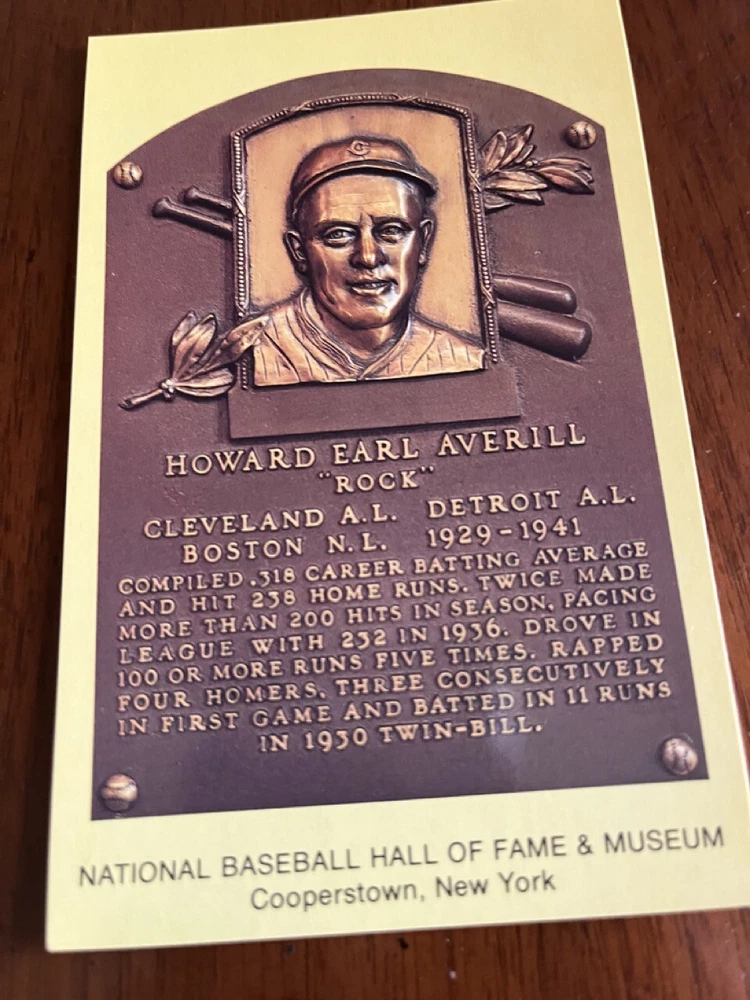 C
HOWARD EARL AVERILL
"ROCK"
CLEVELAND A.L. DETROIT A.L.
BOSTON N.L. 1929-1941
COMPILED .318 CAREER BATTING AVERAGE
AND HIT 238 HOME RUNS. TWICE MADE
MORE THAN 200 HITS IN SEASON, PACING
LEAGUE WITH 232 IN 1936. DROVE IN
100 OR MORE RUNS FIVE TIMES. RAPPED
FOUR HOMERS, THREE CONSECUTIVELY
IN FIRST GAME AND BATTED IN 11 RUNS
IN 1930 TWIN-BILL.
NATIONAL BASEBALL HALL OF FAME & MUSEUM
Cooperstown, New York